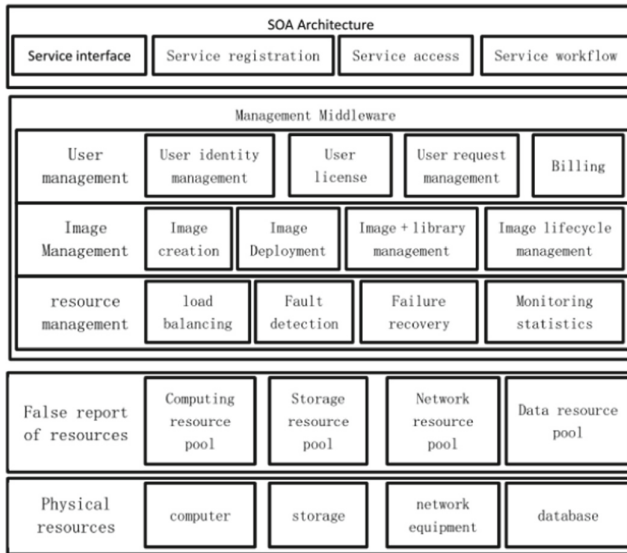 SOA Architecture
Service interface
Service registration
Service access
Service workflow
Management Middleware
User
management
User identity
management
User
license
User request
management
Billing
Image
Management
Image
creation
Image
Deployment
Image + library
management
Image lifecycle
management
resource
management
load
balancing
Fault
detection
Failure
recovery
Monitoring
statistics
False report
of resources
Computing
resource
pool
Storage
resource
pool
Network
resource
pool
Data resource
pool
Physical
resources
computer
storage
network
equipment
database